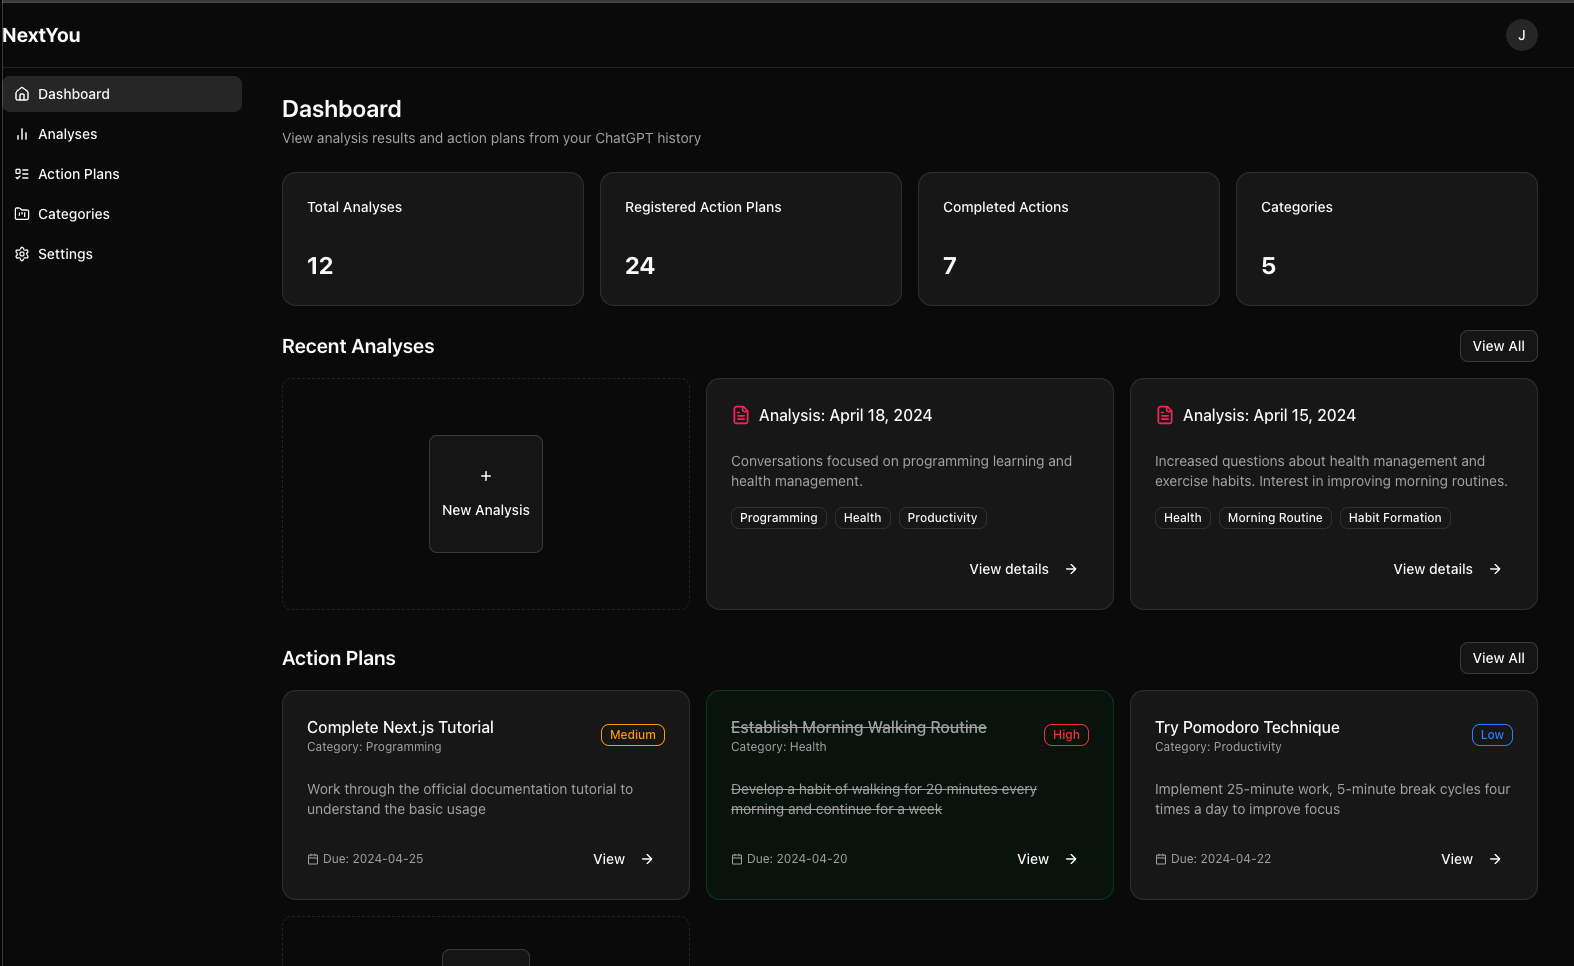 NextYou
J
Dashboard
Analyses
Action Plans
Categories
Settings
Dashboard
View analysis results and action plans from your ChatGPT history
Total Analyses
12
Registered Action Plans
24
Completed Actions
7
Categories
5
Recent Analyses
View All
+
New Analysis
Analysis: April 18, 2024
Conversations focused on programming learning and
health management.
Programming
Health
Productivity
View details →
Analysis: April 15, 2024
Increased questions about health management and
exercise habits. Interest in improving morning routines.
Health
Morning Routine
Habit Formation
View details →
Action Plans
View All
Complete Next.js Tutorial
Category: Programming
Medium
Work through the official documentation tutorial to
understand the basic usage
Due: 2024-04-25
View →
Establish Morning Walking Routine
Category: Health
High
Develop a habit of walking for 20 minutes every
morning and continue for a week
Due: 2024-04-20
View →
Try Pomodoro Technique
Category: Productivity
Low
Implement 25-minute work, 5-minute break cycles four
times a day to improve focus
Due: 2024-04-22
View →